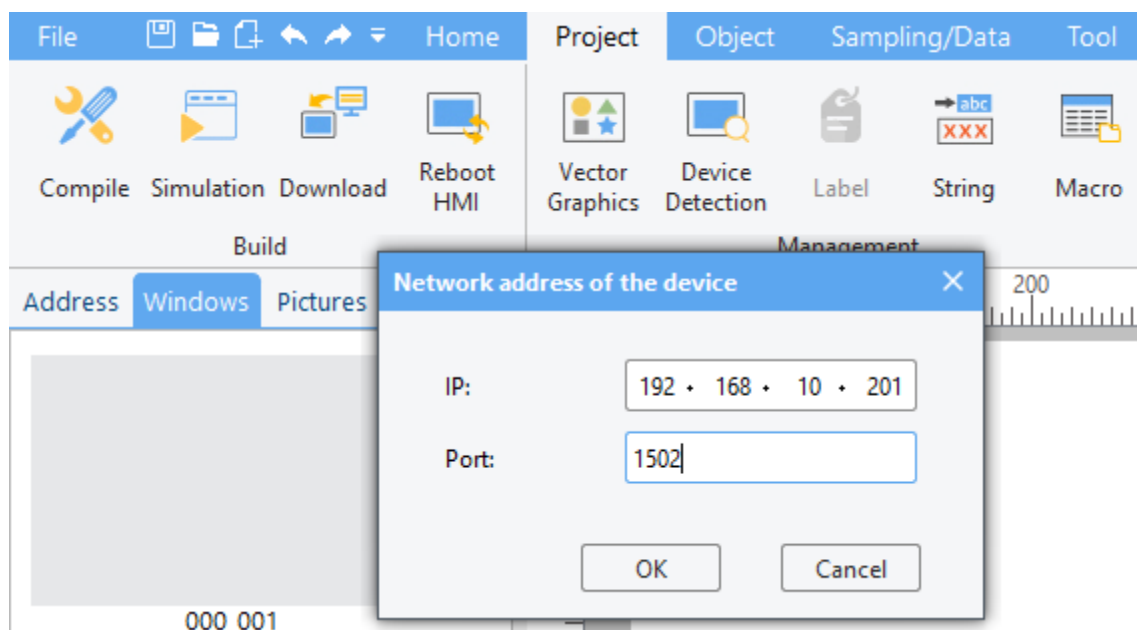 File Home Project Object Sampling/Data Tool
abc
XXX
Compile Simulation Download Reboot HMI Vector Graphics Device Detection Label String Macro
Build Management
Address Windows Pictures
Network address of the device
200
IP: 192 . 168 . 10 . 201
Port: 1502
OK Cancel
000 001